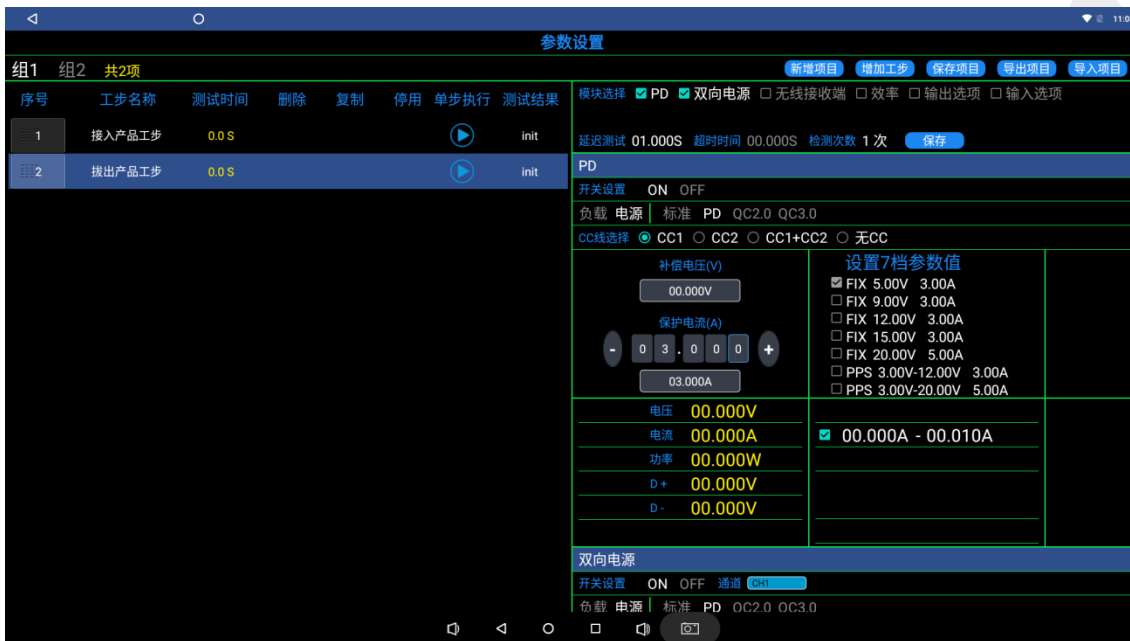 11:0
参数设置
组1 组2 共2项 新增项目 增加工步 保存项目 导出项目 导入项目
序号 工步名称 测试时间 删除 复制 停用 单步执行 测试结果
1 接入产品工步 0.0 S init
2 拔出产品工步 0.0 S init
模块选择 PD 双向电源 无线接收端 效率 输出选项 输入选项
延迟测试 01.000S 超时时间 00.000S 检测次数 1 次 保存
PD
开关设置 ON OFF
负载 电源 标准 PD QC2.0 QC3.0
CC线选择 CC1 CC2 CC1+CC2 无CC
补偿电压(V)
00.000V
保护电流(A)
- 0 3 . 0 0 0 +
03.000A
设置7档参数值
FIX 5.00V 3.00A
FIX 9.00V 3.00A
FIX 12.00V 3.00A
FIX 15.00V 3.00A
FIX 20.00V 5.00A
PPS 3.00V-12.00V 3.00A
PPS 3.00V-20.00V 5.00A
电压 00.000V
电流 00.000A 00.000A - 00.010A
功率 00.000W
D+ 00.000V
D- 00.000V
双向电源
开关设置 ON OFF 通道 CH1
负载 电源 标准 PD QC2.0 QC3.0